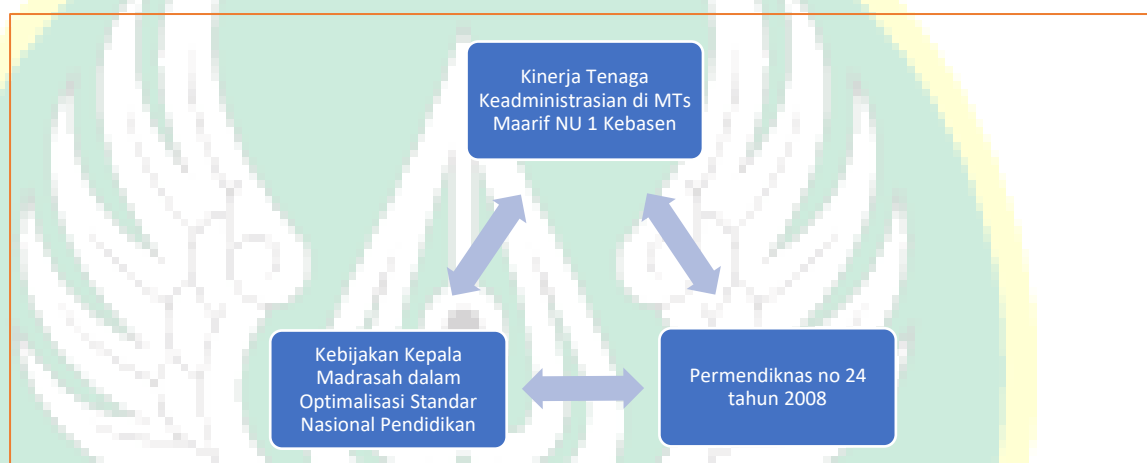 Kinerja Tenaga
Keadministrasian di MTs
Maarif NU 1 Kebasen
Kebijakan Kepala
Madrasah dalam
Optimalisasi Standar
Nasional Pendidikan
Permendiknas no 24
tahun 2008